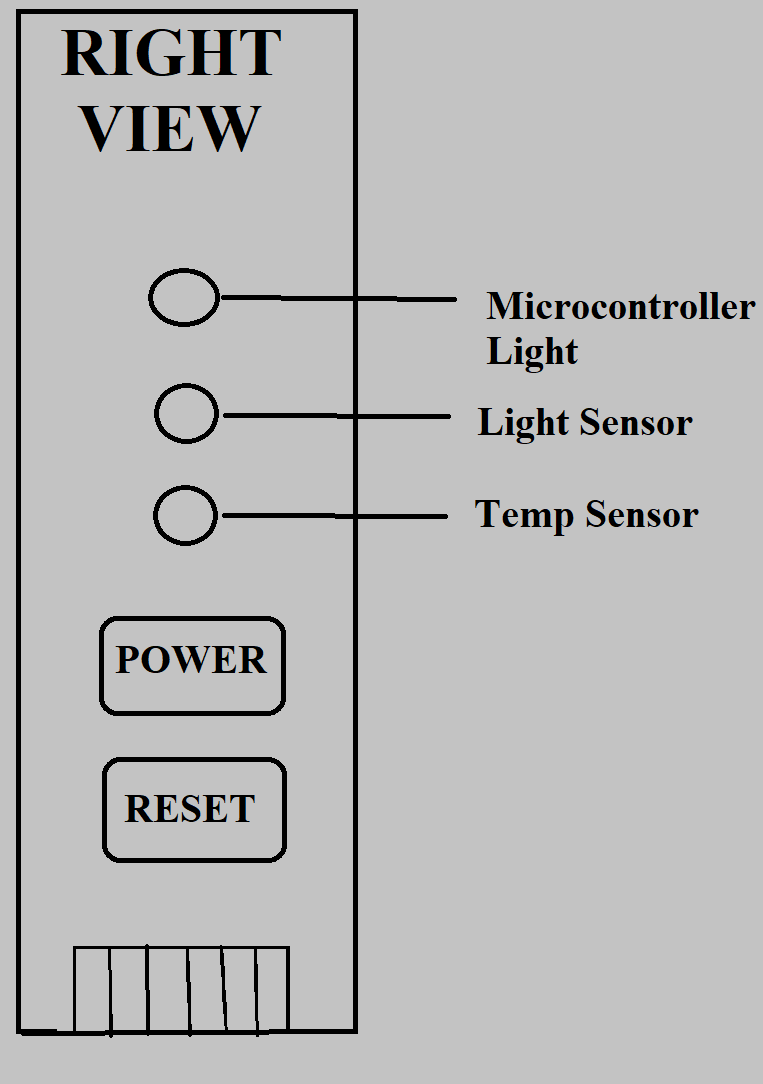 RIGHT
VIEW
Microcontroller
Light
Light Sensor
Temp Sensor
POWER
RESET